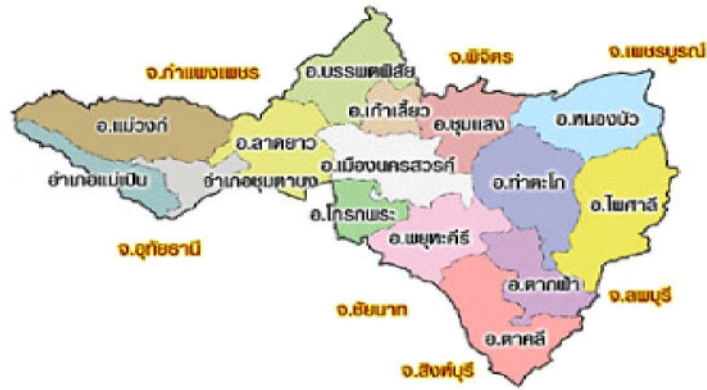 จ.กำแพงเพชร
จ.พิจิตร
จ.เพชรบูรณ์
อ.บรรพตพิสัย
อ.เก้าเลี้ยว
อ.ชุมแสง
อ.หนองบัว
อ.แม่วงก์
อ.ลาดยาว
อ.เมืองนครสวรรค์
อำเภอแม่เปิน
อำเภอชุมตาบง
อ.ท่าตะโก
อ.ไพศาลี
อ.โกรกพระ
อ.พยุหะคีรี
จ.อุทัยธานี
อ.ตากฟ้า
จ.ลพบุรี
จ.ชัยนาท
อ.ตาคลี
จ.สิงห์บุรี